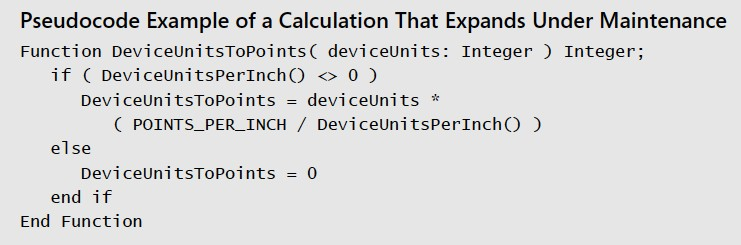 Pseudocode Example of a Calculation That Expands Under Maintenance
Function DeviceUnitsToPoints( deviceUnits: Integer ) Integer;
   if ( DeviceUnitsPerInch() <> 0 )
      DeviceUnitsToPoints = deviceUnits *
         ( POINTS_PER_INCH / DeviceUnitsPerInch() )
   else
      DeviceUnitsToPoints = 0
   end if
End Function